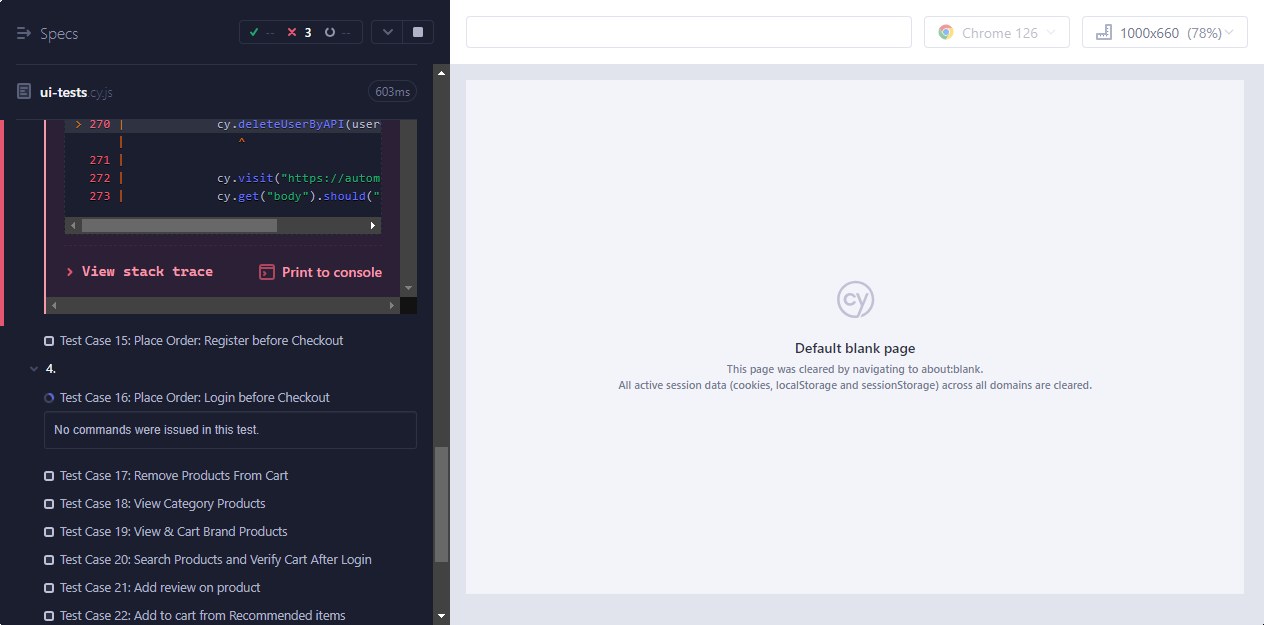 Specs
-- 3 --
Chrome 126
1000x660 (78%)
ui-tests.cy.js
603ms
> 270 | cy.deleteUserByAPI(user
| ^
271 |
272 | cy.visit("https://autom
273 | cy.get("body").should("
View stack trace
Print to console
Test Case 15: Place Order: Register before Checkout
4.
Test Case 16: Place Order: Login before Checkout
No commands were issued in this test.
Test Case 17: Remove Products From Cart
Test Case 18: View Category Products
Test Case 19: View & Cart Brand Products
Test Case 20: Search Products and Verify Cart After Login
Test Case 21: Add review on product
Test Case 22: Add to cart from Recommended items
cy
Default blank page
This page was cleared by navigating to about:blank.
All active session data (cookies, localStorage and sessionStorage) across all domains are cleared.